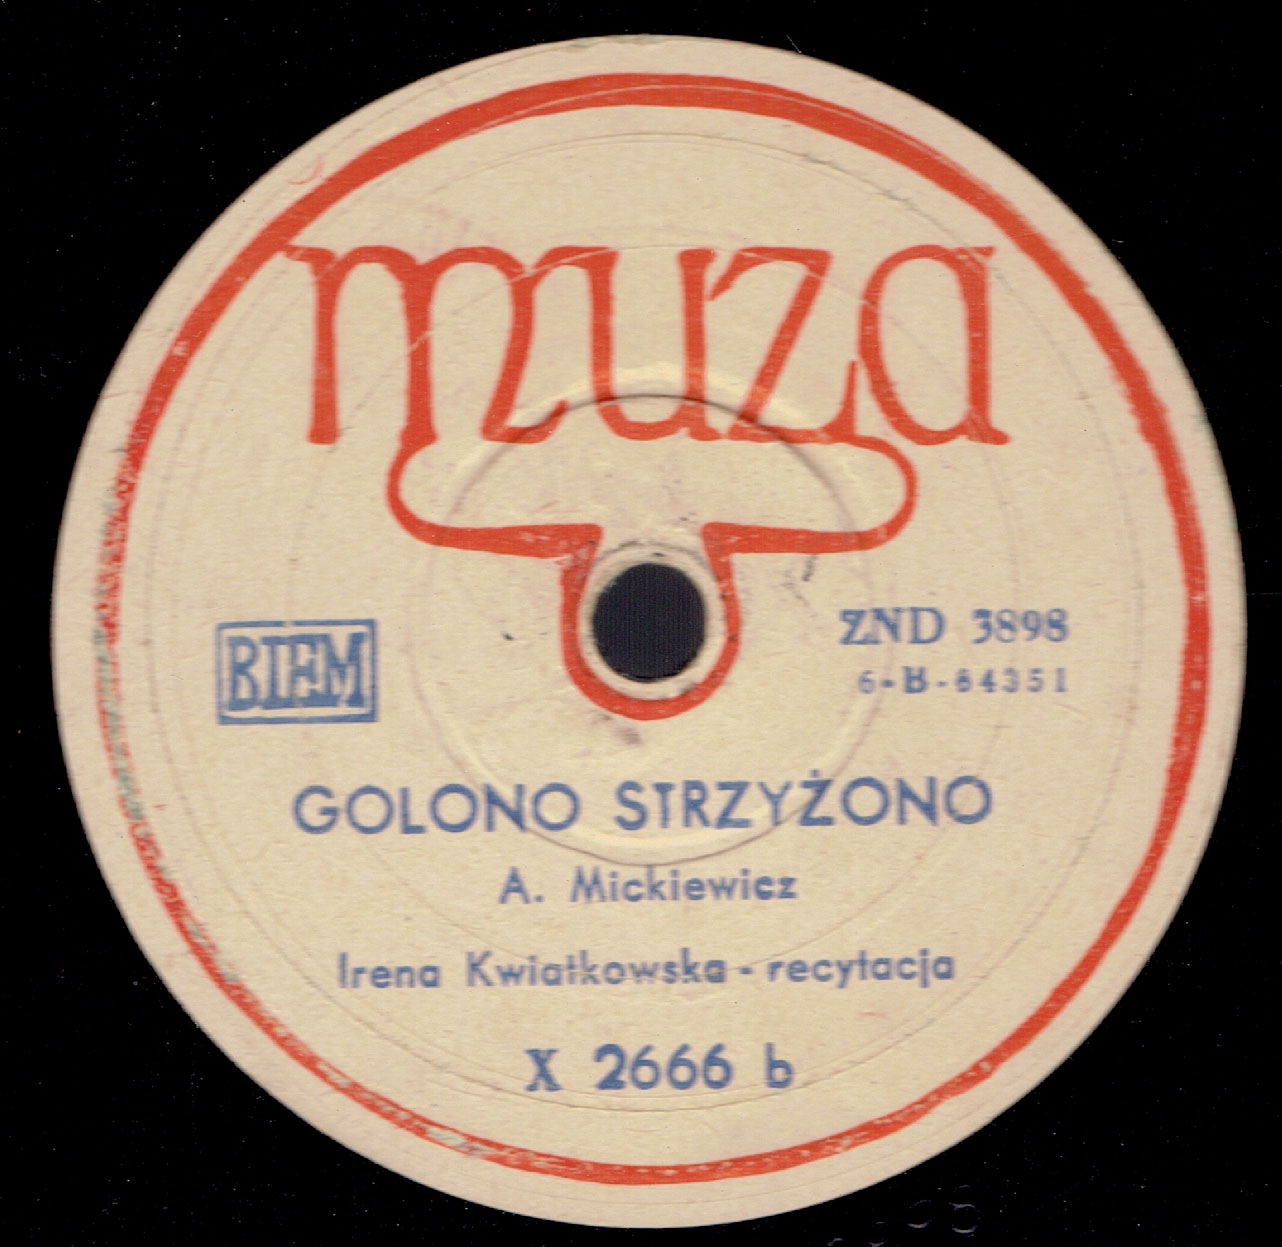 muza
BIEM
ZND 3898
6-B-64351
GOLONO STRZYŻONO
A. Mickiewicz
Irena Kwiatkowska - recytacja
X 2666 b